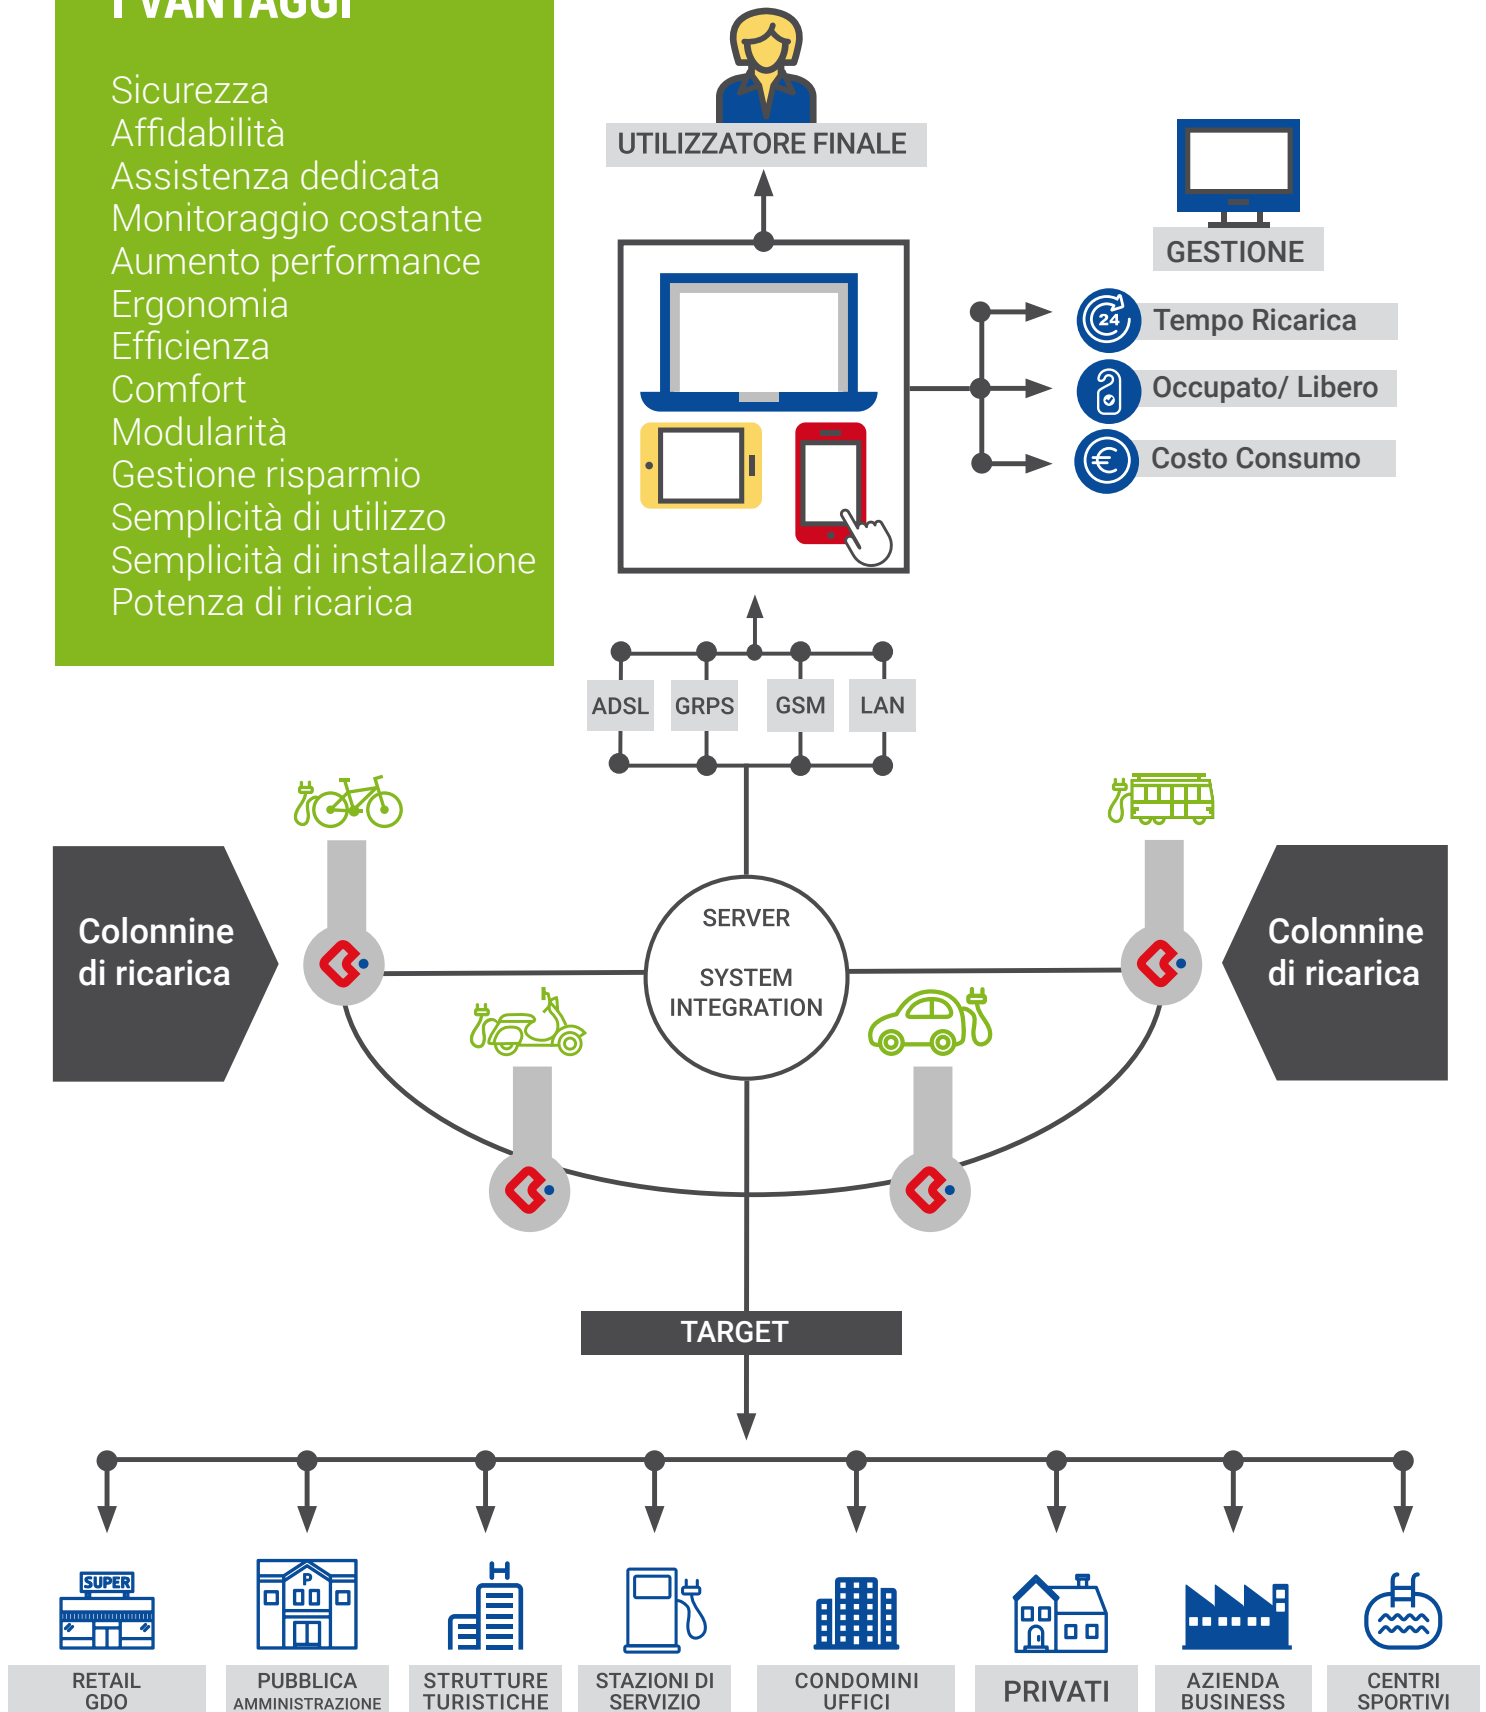 I VANTAGGI
Sicurezza
Affidabilità
Assistenza dedicata
Monitoraggio costante
Aumento performance
Ergonomia
Efficienza
Comfort
Modularità
Gestione risparmio
Semplicità di utilizzo
Semplicità di installazione
Potenza di ricarica
UTILIZZATORE FINALE
GESTIONE
24
Tempo Ricarica
Occupato/ Libero
€
Costo Consumo
ADSL
GRPS
GSM
LAN
Colonnine
di ricarica
SERVER
SYSTEM
INTEGRATION
Colonnine
di ricarica
TARGET
SUPER
P
H
RETAIL
GDO
PUBBLICA
AMMINISTRAZIONE
STRUTTURE
TURISTICHE
STAZIONI DI
SERVIZIO
CONDOMINI
UFFICI
PRIVATI
AZIENDA
BUSINESS
CENTRI
SPORTIVI